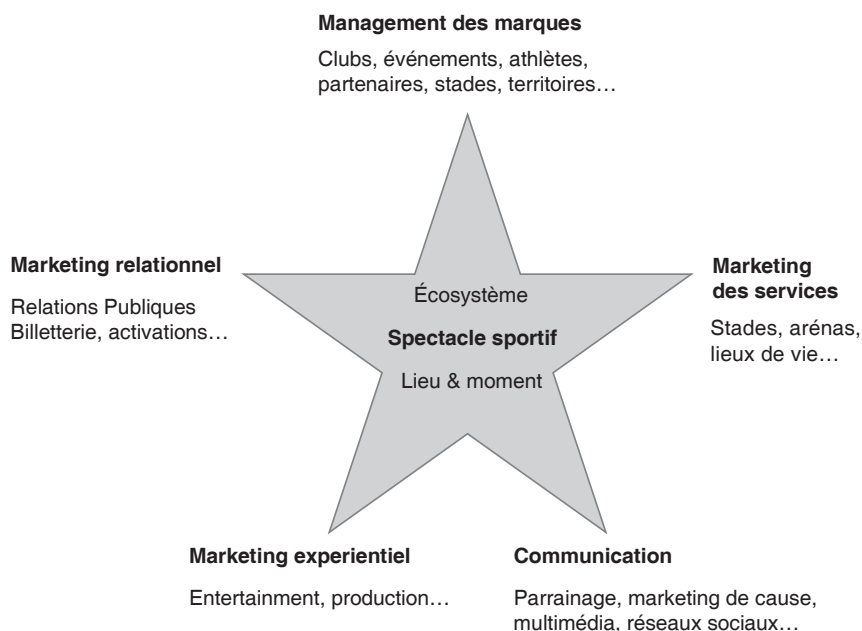 Management des marques
Clubs, événements, athlètes,
partenaires, stades, territoires…
Marketing relationnel
Relations Publiques
Billetterie, activations…
Écosystème
Spectacle sportif
Lieu & moment
Marketing
des services
Stades, arénas,
lieux de vie…
Marketing experientiel
Entertainment, production…
Communication
Parrainage, marketing de cause,
multimédia, réseaux sociaux…